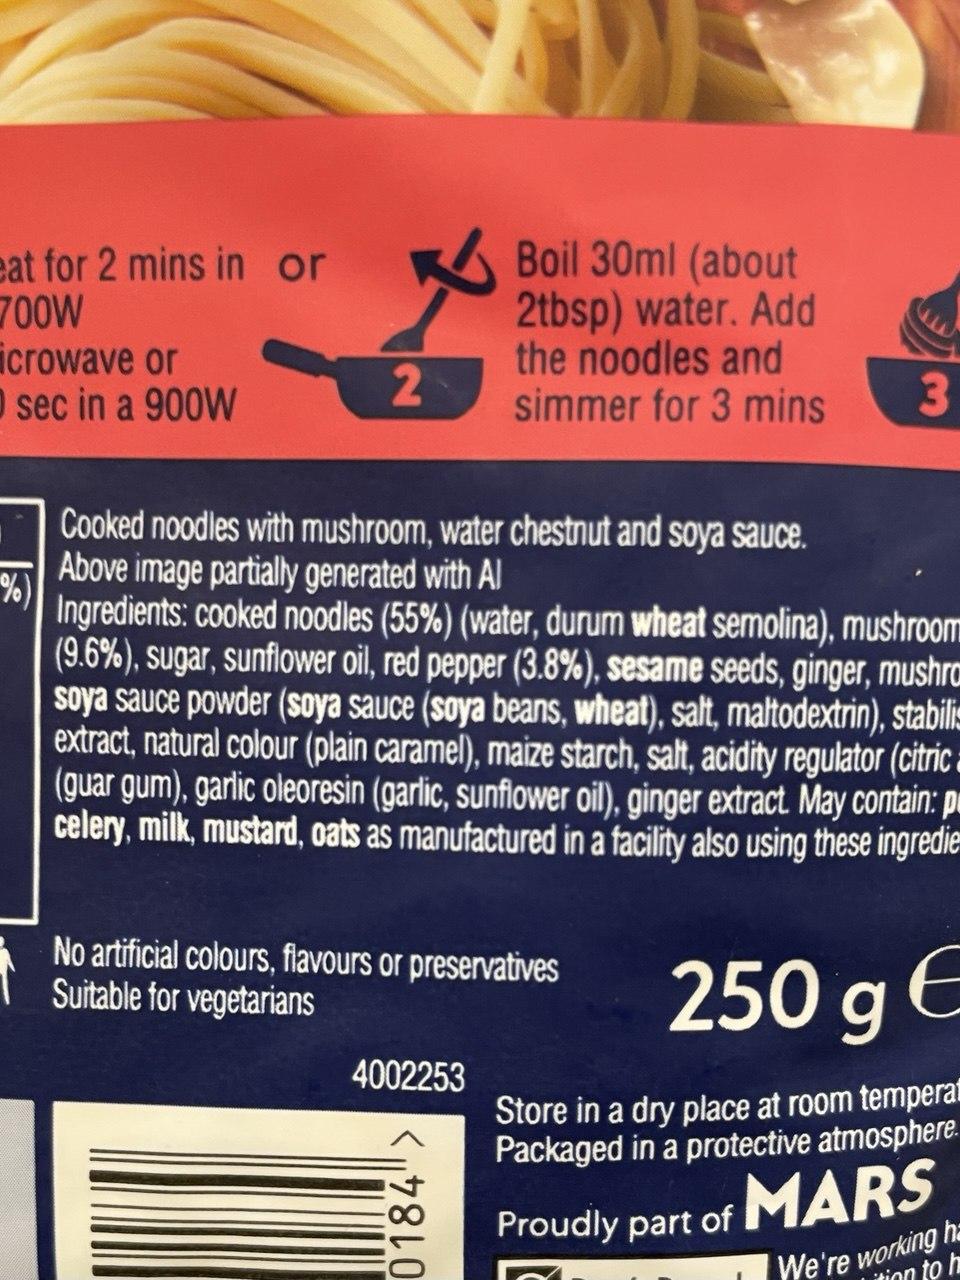 for 2 mins in or
700W
or
sec in a 900W
2
Boil 30ml (about
2tbsp) water. Add
the noodles and
simmer for 3 mins
3
%)
Cooked noodles with mushroom, water chestnut and soya sauce.
Above image partially generated with AI
Ingredients: cooked noodles (55%) (water, durum wheat semolina), mushroom
(9.6%), sugar, sunflower oil, red pepper (3.8%), sesame seeds, ginger,
soya sauce powder (soya sauce (soya beans, wheat), salt, maltodextrin),
extract, natural colour (plain caramel), maize starch, salt, acidity regulator (citric
(guar gum), garlic oleoresin (garlic, sunflower oil), ginger extract. May contain:
celery, milk, mustard, oats as manufactured in a facility also using these
No artificial colours, flavours or preservatives
Suitable for vegetarians
250 g e
4002253
0184 >
Store in a dry place at room
Packaged in a protective atmosphere.
Proudly part of MARS
We're working
to